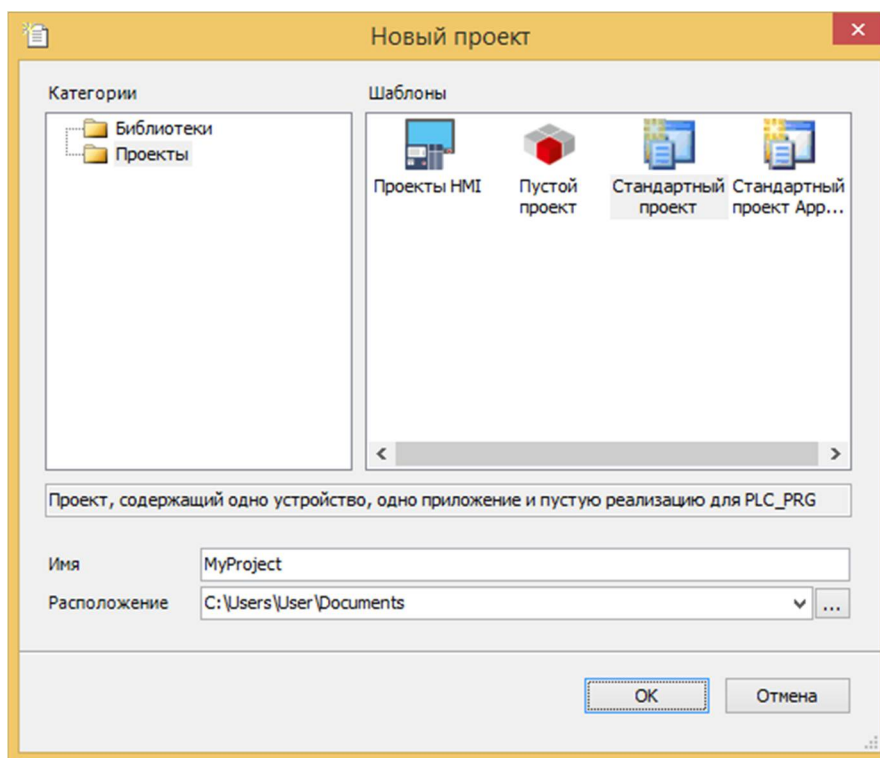 Новый проект
Категории
Шаблоны
Библиотеки
Проекты
Проекты HMI
Пустой
проект
Стандартный
проект
Стандартный
проект App...
Проект, содержащий одно устройство, одно приложение и пустую реализацию для PLC_PRG
Имя
MyProject
Расположение
C:\Users\User\Documents
...
OK
Отмена